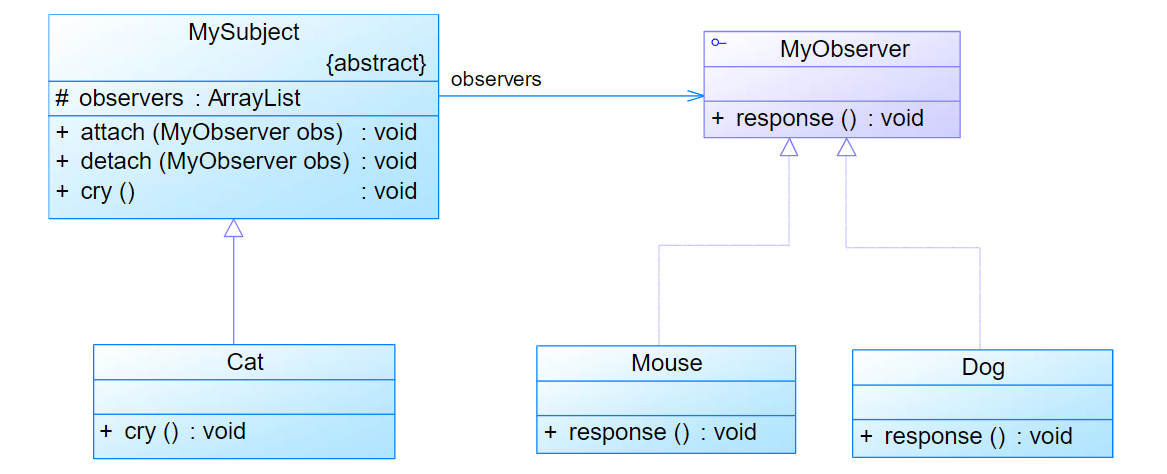 MySubject
{abstract}
# observers : ArrayList
+ attach (MyObserver obs) : void
+ detach (MyObserver obs) : void
+ cry () : void
observers
MyObserver
+ response () : void
Cat
+ cry () : void
Mouse
+ response () : void
Dog
+ response () : void